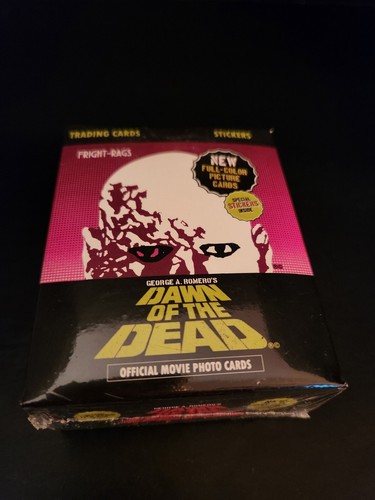 TRADING CARDS
STICKERS
FRIGHT-RAGS
NEW
FULL-COLOR
PICTURE
CARDS
SPECIAL
STICKERS
INSIDE
GEORGE A. ROMERO'S
DAWN
OF THE
DEAD®©
OFFICIAL MOVIE PHOTO CARDS